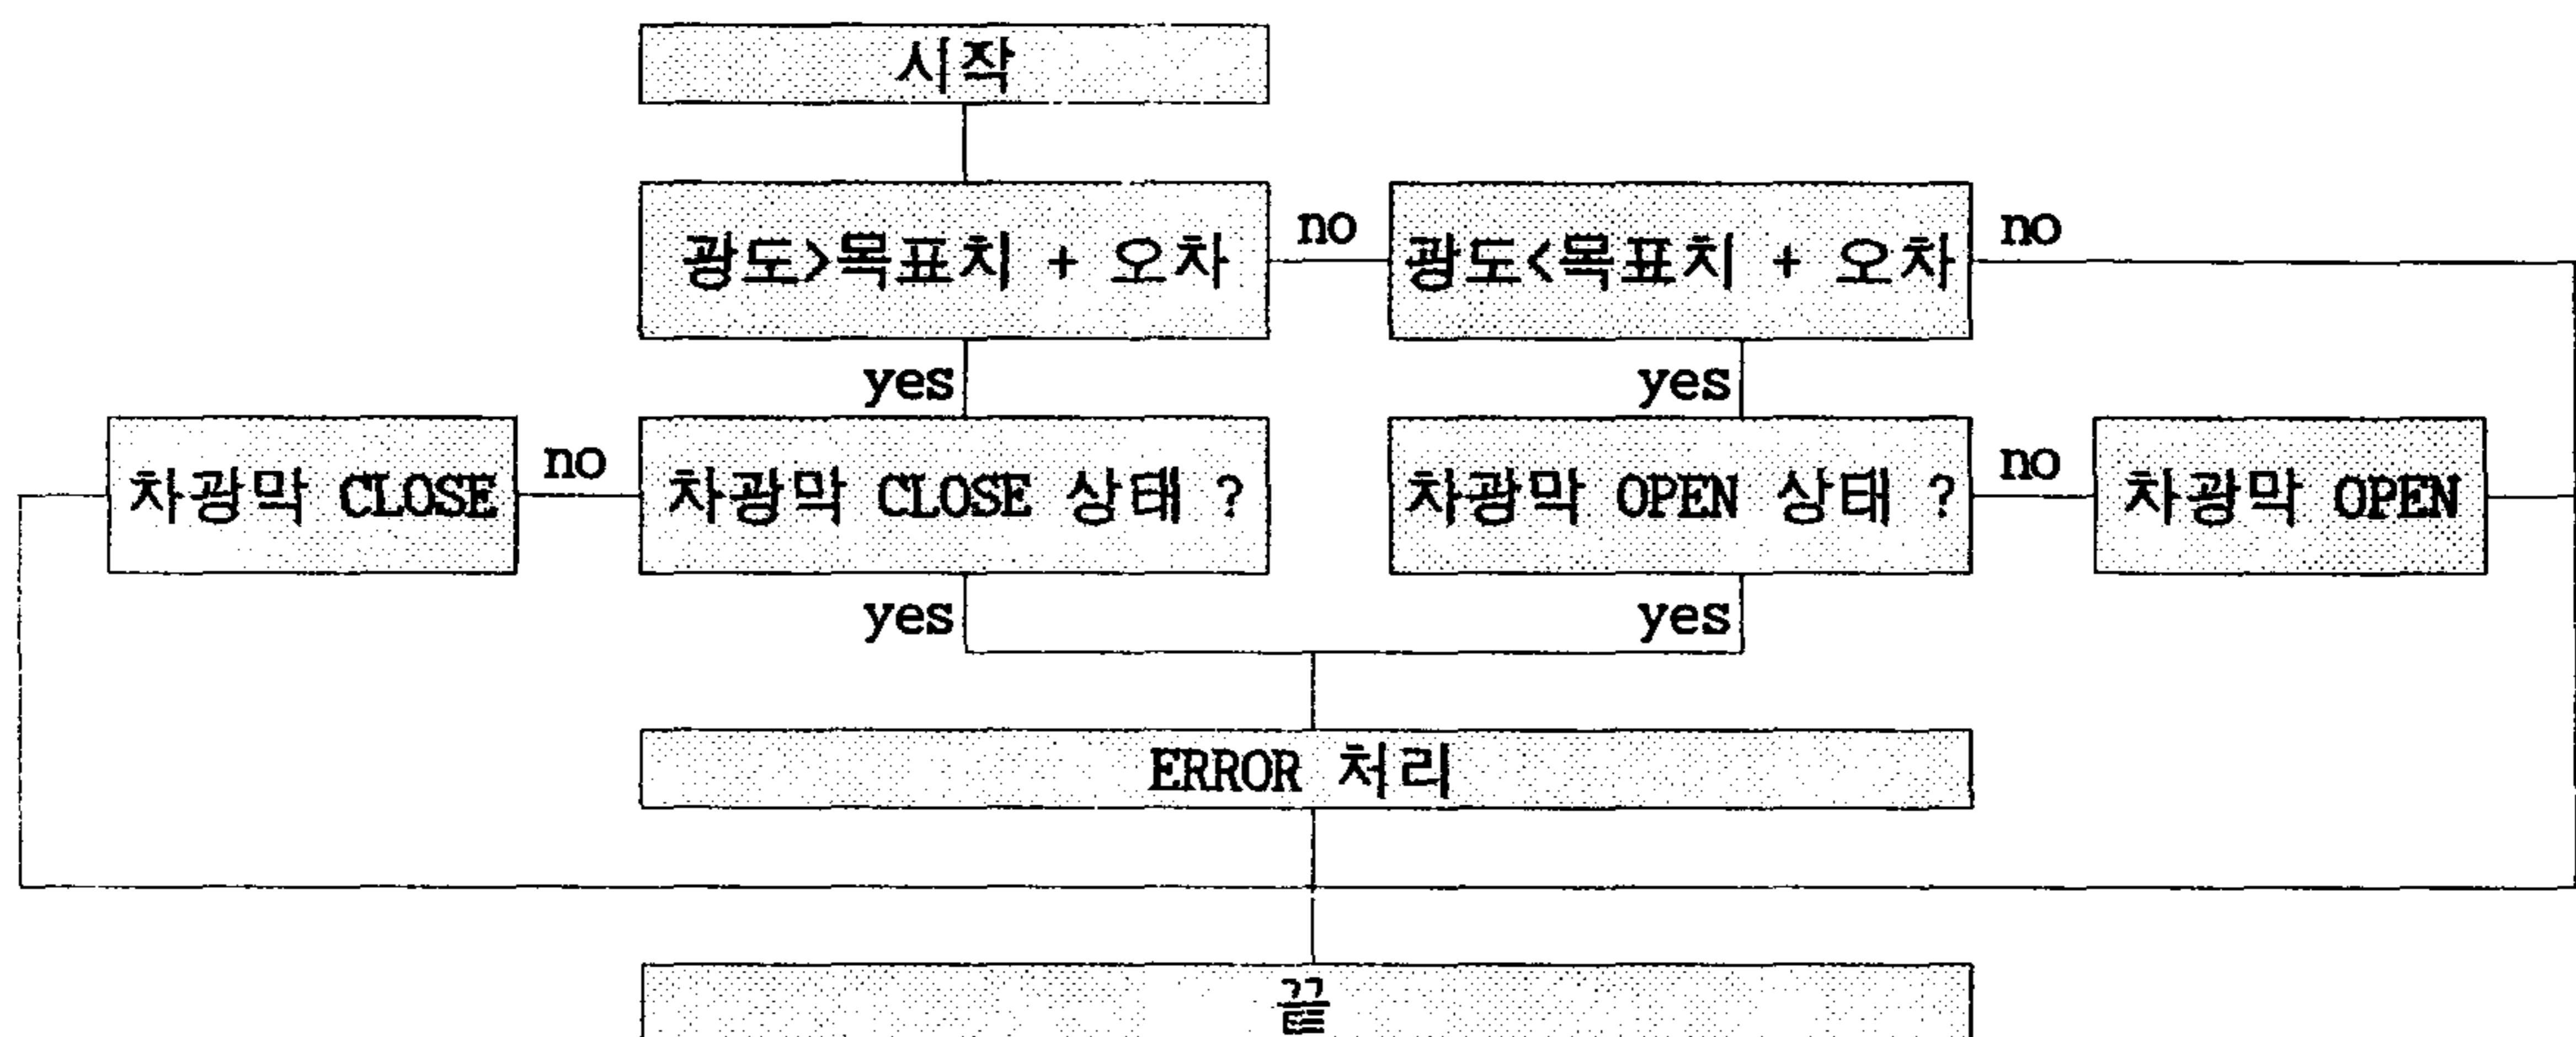 시작
광도>목표치 + 오차
no
광도<목표치 + 오차
no
yes
yes
차광막 CLOSE
no
차광막 CLOSE 상태 ?
차광막 OPEN 상태 ?
no
차광막 OPEN
yes
yes
ERROR 처리
끝